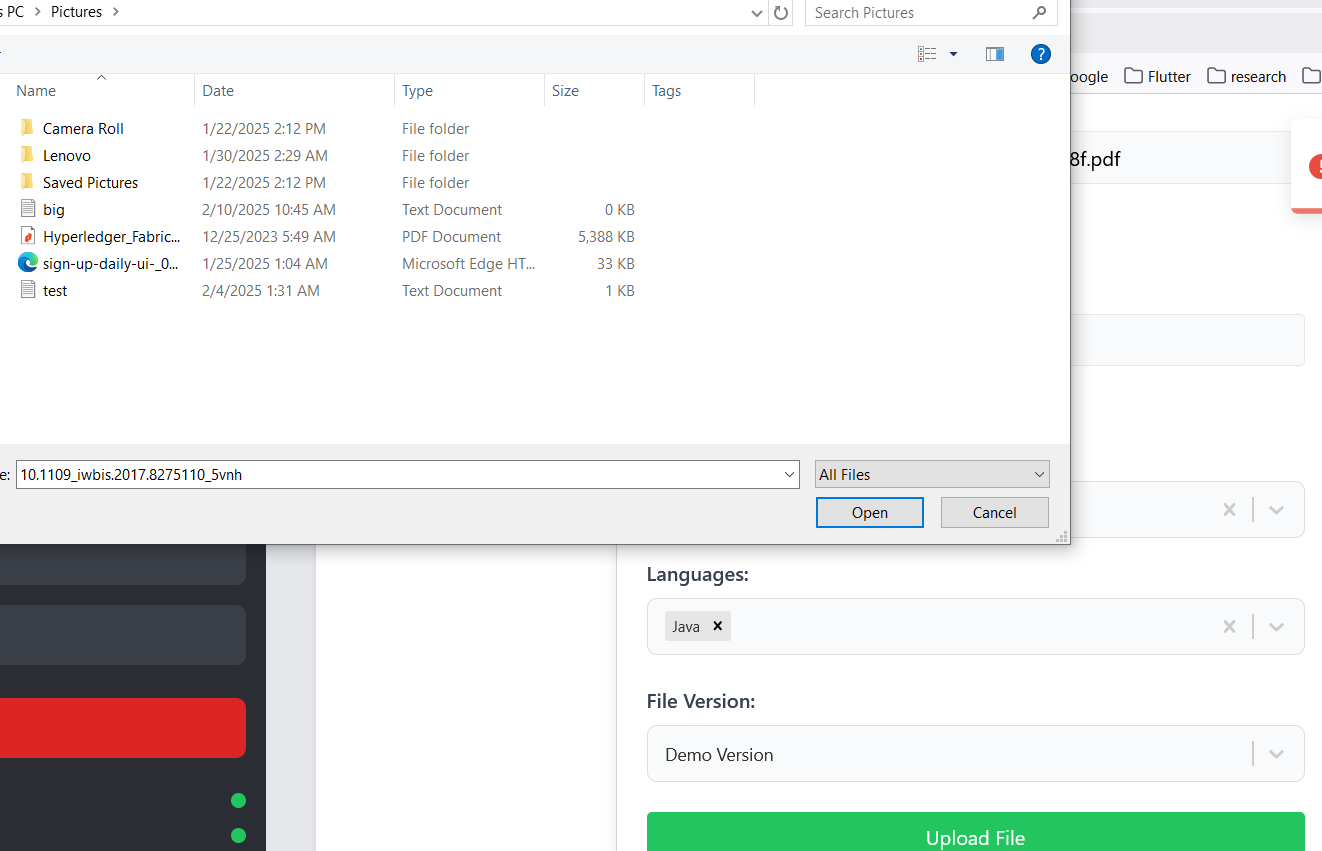 s PC > Pictures >
Search Pictures
oogle Flutter research
Name Date Type Size Tags
Camera Roll 1/22/2025 2:12 PM File folder
Lenovo 1/30/2025 2:29 AM File folder
8f.pdf
Saved Pictures 1/22/2025 2:12 PM File folder
big 2/10/2025 10:45 AM Text Document 0 KB
Hyperledger_Fabric... 12/25/2023 5:49 AM PDF Document 5,388 KB
sign-up-daily-ui-_0... 1/25/2025 1:04 AM Microsoft Edge HT... 33 KB
test 2/4/2025 1:31 AM Text Document 1 KB
e: 10.1109_iwbis.2017.8275110_5vnh All Files
Open Cancel
Languages:
Java
File Version:
Demo Version
Upload File